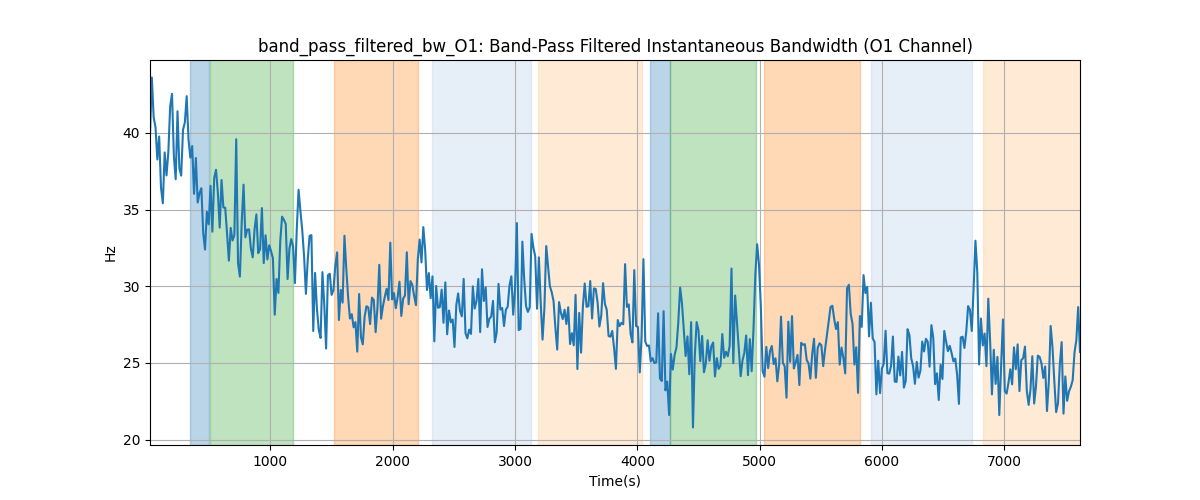 band_pass_filtered_bw_O1: Band-Pass Filtered Instantaneous Bandwidth (O1 Channel)
40
35
30
25
20
Hz
1000 2000 3000 4000 5000 6000 7000
Time(s)